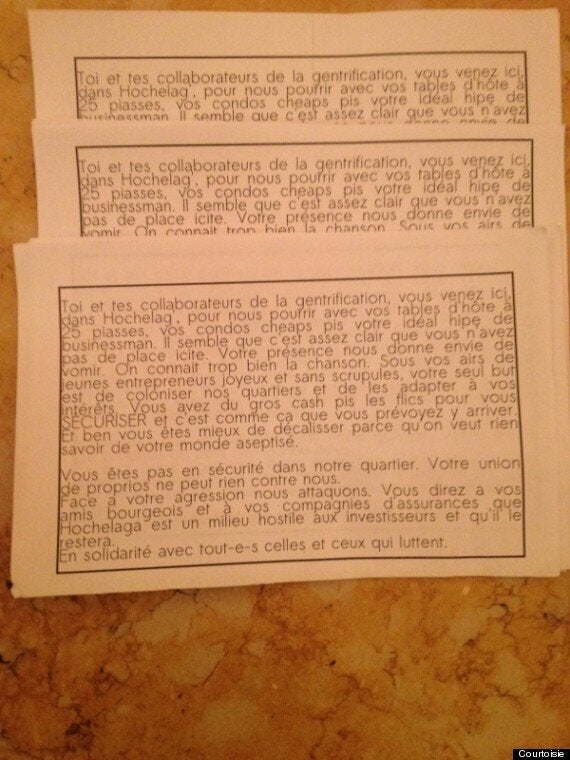 Toi et tes collaborateurs de la gentrification, vous venez ici,
dans Hochelag', pour nous pourrir avec vos tables d'hôte à
25 piasses, vos condos cheaps pis votre idéal hipe de
businessman. Il semble que c'est assez clair que vous n'avez
Toi et tes collaborateurs de la gentrification, vous venez ici,
dans Hochelag', pour nous pourrir avec vos tables d'hôte à
25 piasses, vos condos cheaps pis votre idéal hipe de
businessman. Il semble que c'est assez clair que vous n'avez
pas de place icite. Votre présence nous donne envie de
vomir. On connait trop bien la chanson. Sous vos airs de
Toi et tes collaborateurs de la gentrification, vous venez ici,
dans Hochelag', pour nous pourrir avec vos tables d'hôte à
25 piasses, vos condos cheaps pis votre idéal hipe de
businessman. Il semble que c'est assez clair que vous n'avez
pas de place icite. Votre présence nous donne envie de
vomir. On connait trop bien la chanson. Sous vos airs de
jeunes entrepreneurs joyeux et sans scrupules, votre seul but
est de coloniser nos quartiers et de les adapter à vos
intérêts. Vous avez du gros cash pis les flics pour vous
SÉCURISER et c'est comme ça que vous prévoyez y arriver.
Et ben vous êtes mieux de décalisser parce qu'on veut rien
savoir de votre monde aseptisé.
Vous êtes pas en sécurité dans notre quartier. Votre union
de proprios ne peut rien contre nous.
Face à votre agression nous attaquons. Vous direz à vos
amis bourgeois et à vos compagnies d'assurances que
Hochelaga est un milieu hostile aux investisseurs et qu'il le
restera.
En solidarité avec tout-e-s celles et ceux qui luttent.
Courtoisie